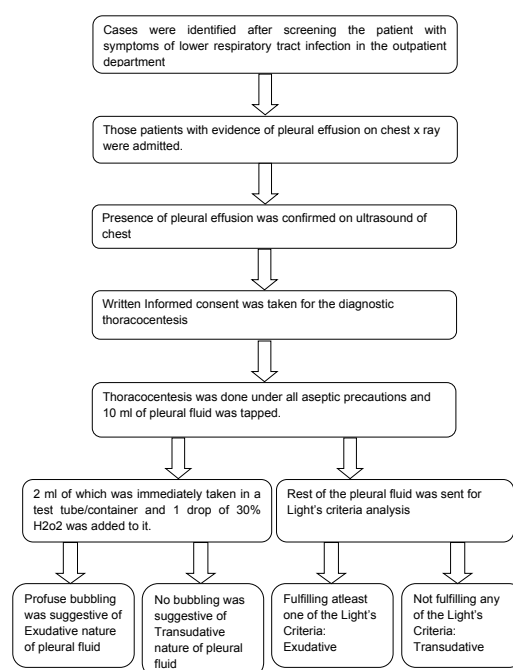 Cases were identified after screening the patient with
symptoms of lower respiratory tract infection in the outpatient
department
Those patients with evidence of pleural effusion on chest x ray
were admitted.
Presence of pleural effusion was confirmed on ultrasound of
chest
Written Informed consent was taken for the diagnostic
thoracocentesis
Thoracocentesis was done under all aseptic precautions and
10 ml of pleural fluid was tapped.
2 ml of which was immediately taken in a
test tube/container and 1 drop of 30%
H2o2 was added to it.
Rest of the pleural fluid was sent for
Light's criteria analysis
Profuse bubbling
was suggestive of
Exudative nature
of pleural fluid
No bubbling was
suggestive of
Transudative
nature of pleural
fluid
Fulfilling atleast
one of the Light's
Criteria:
Exudative
Not fulfilling any
of the Light's
Criteria:
Transudative